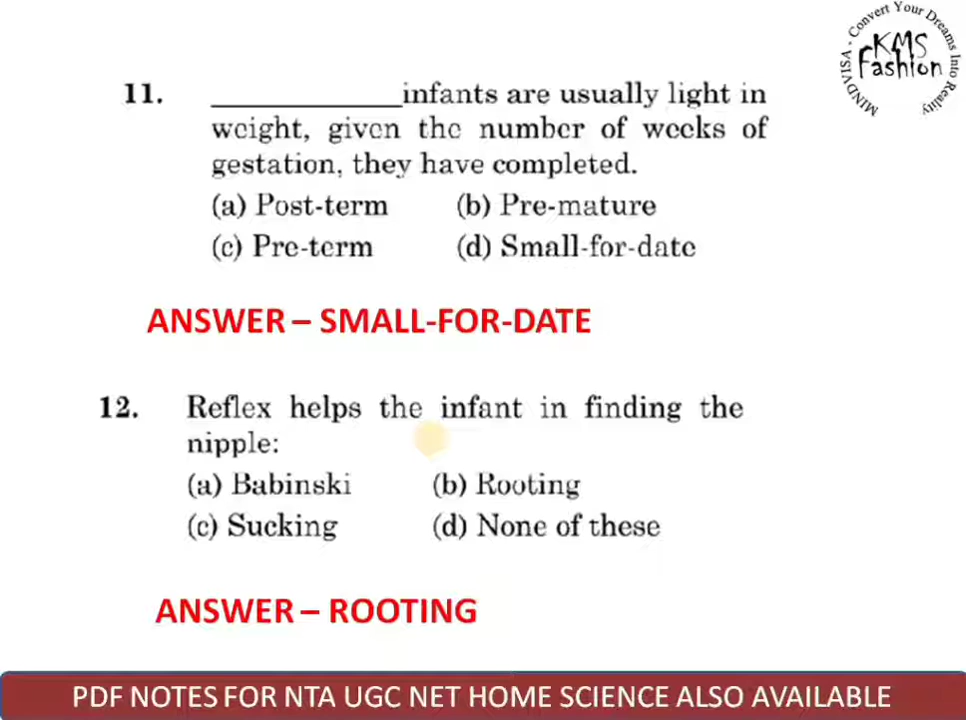 MINDVISA - Convert Your Dreams Into Reality
KMS
Fashion
11. ____________infants are usually light in
weight, given the number of weeks of
gestation, they have completed.
(a) Post-term (b) Pre-mature
(c) Pre-term (d) Small-for-date
ANSWER – SMALL-FOR-DATE
12. Reflex helps the infant in finding the
nipple:
(a) Babinski (b) Rooting
(c) Sucking (d) None of these
ANSWER – ROOTING
PDF NOTES FOR NTA UGC NET HOME SCIENCE ALSO AVAILABLE